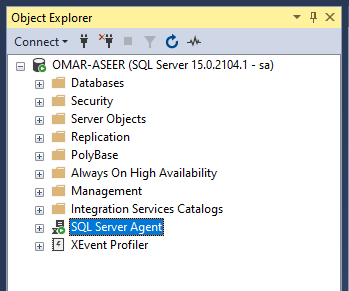 Object Explorer
Connect
OMAR-ASEER (SQL Server 15.0.2104.1 - sa)
Databases
Security
Server Objects
Replication
PolyBase
Always On High Availability
Management
Integration Services Catalogs
SQL Server Agent
XEvent Profiler